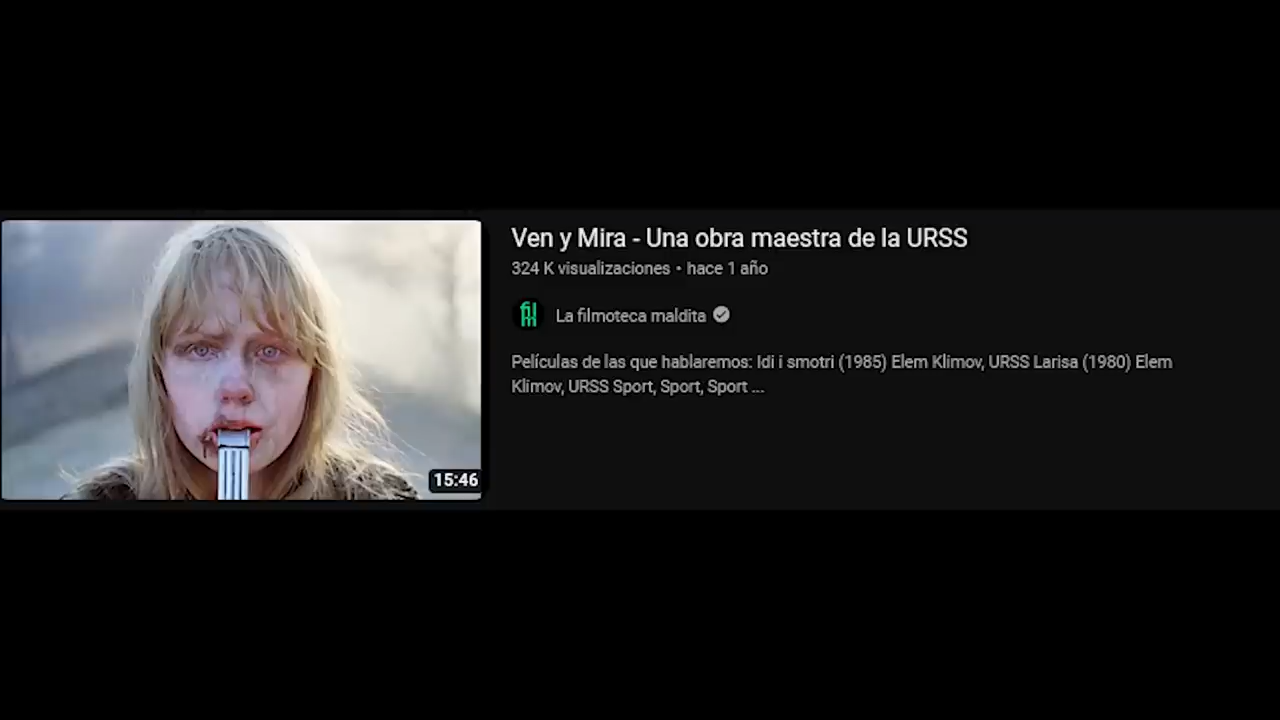 Ven y Mira - Una obra maestra de la URSS
324 K visualizaciones • hace 1 año
film
La filmoteca maldita
Películas de las que hablaremos: Idi i smotri (1985) Elem Klimov, URSS Larisa (1980) Elem
Klimov, URSS Sport, Sport, Sport ...
15:46